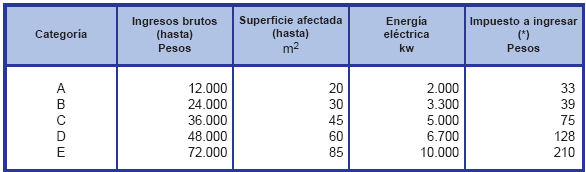 Categoría Ingresos brutos (hasta) Pesos Superficie afectada (hasta) m2 Energía eléctrica kw Impuesto a ingresar (*) Pesos
A 12.000 20 2.000 33
B 24.000 30 3.300 39
C 36.000 45 5.000 75
D 48.000 60 6.700 128
E 72.000 85 10.000 210